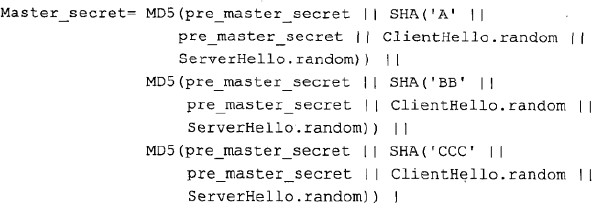 Master_secret= MD5(pre_master_secret || SHA('A' ||
pre_master_secret || ClientHello.random ||
ServerHello.random)) ||
MD5(pre_master_secret || SHA('BB' ||
pre_master_secret || ClientHello.random ||
ServerHello.random)) ||
MD5(pre_master_secret || SHA('CCC' ||
pre_master_secret || ClientHello.random ||
ServerHello.random)) |